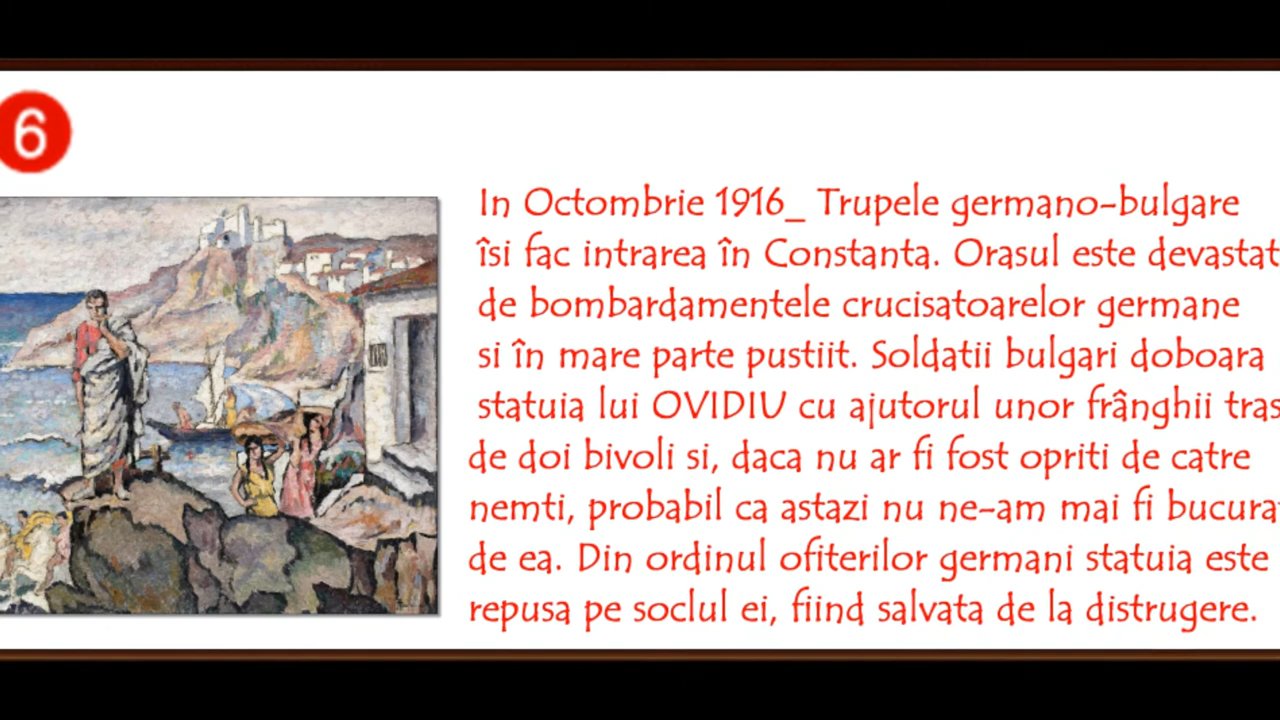 6
In Octombrie 1916_ Trupele germano-bulgare
îsi fac intrarea în Constanta. Orasul este devastat
de bombardamentele crucisatoarelor germane
si în mare parte pustiit. Soldatii bulgari doboara
statuia lui OVIDIU cu ajutorul unor frânghii tras
de doi bivoli si, daca nu ar fi fost opriti de catre
nemti, probabil ca astazi nu ne-am mai fi bucura
de ea. Din ordinul ofiterilor germani statuia este
repusa pe soclul ei, fiind salvata de la distrugere.